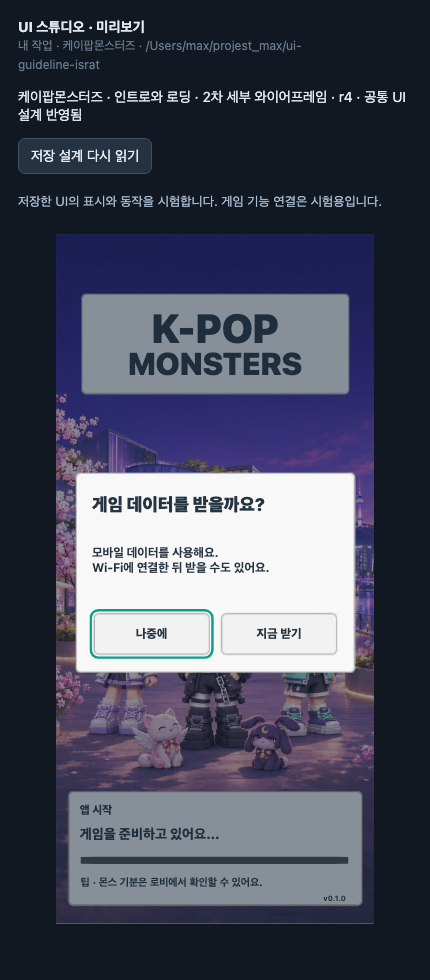 UI 스튜디오 · 미리보기
내 작업 · 케이팝몬스터즈 · /Users/max/projest_max/ui-
guideline-israt
케이팝몬스터즈 · 인트로와 로딩 · 2차 세부 와이어프레임 · r4 · 공통 UI
설계 반영됨
저장 설계 다시 읽기
저장한 UI의 표시와 동작을 시험합니다. 게임 기능 연결은 시험용입니다.
K-POP
MONSTERS
게임 데이터를 받을까요?
모바일 데이터를 사용해요.
Wi-Fi에 연결한 뒤 받을 수도 있어요.
나중에 지금 받기
앱 시작
게임을 준비하고 있어요...
팁 · 몬스 기분은 로비에서 확인할 수 있어요.
v0.1.0